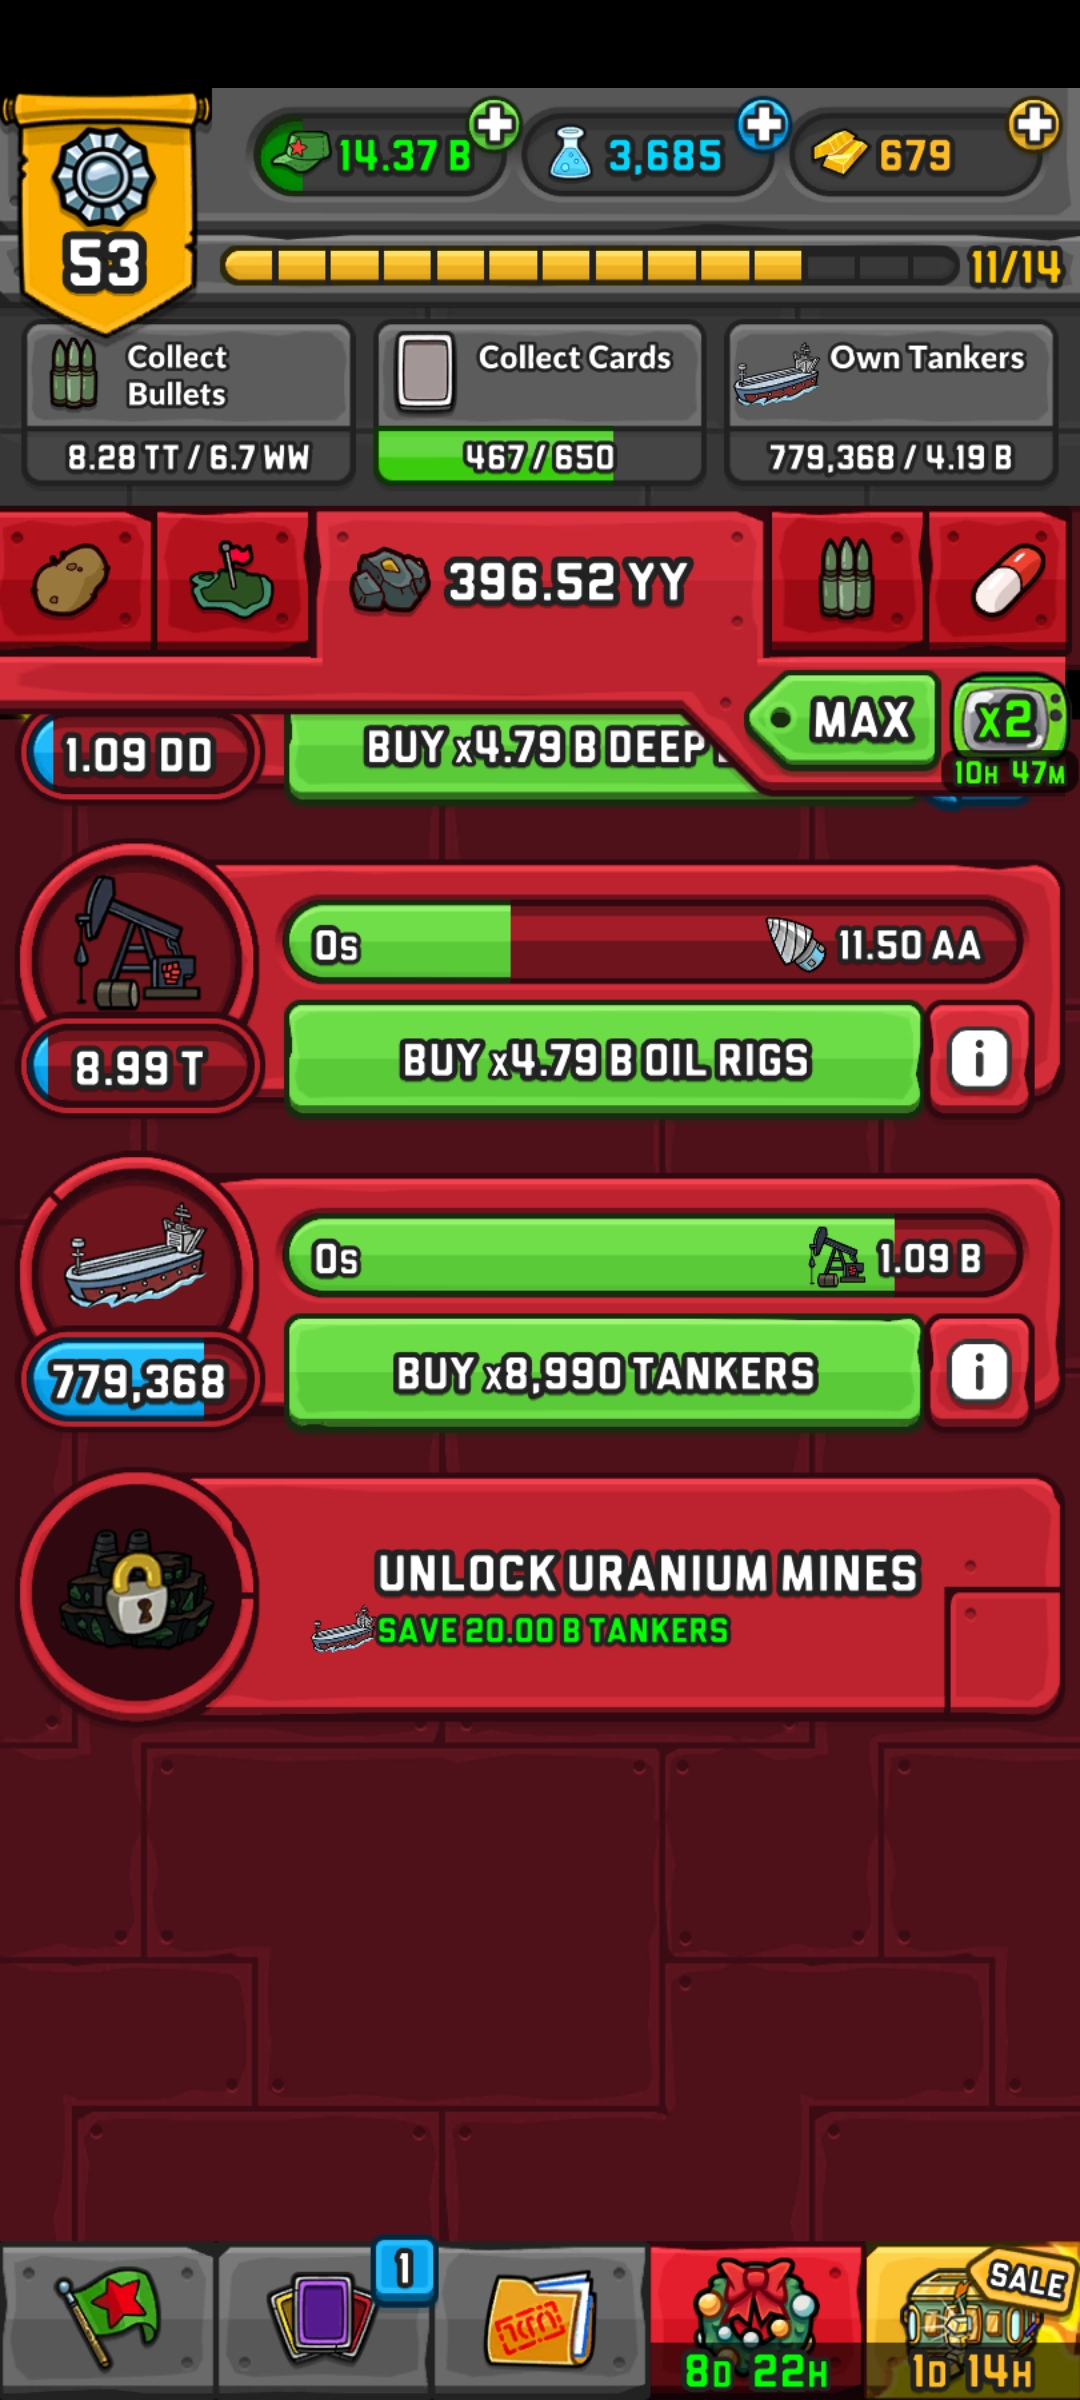 14.37 B
3,685
679
53
11/14
Collect
Bullets
8.28 TT / 6.7 WW
Collect Cards
467/650
Own Tankers
779,368 / 4.19 B
396.52 YY
MAX
x2
10H 47M
1.09 DD
BUY x4.79 B DEEP
0s
11.50 AA
8.99 T
BUY x4.79 B OIL RIGS
i
0s
1.09 B
779,368
BUY x8,990 TANKERS
i
UNLOCK URANIUM MINES
SAVE 20.00 B TANKERS
1
8D 22H
SALE
1D 14H